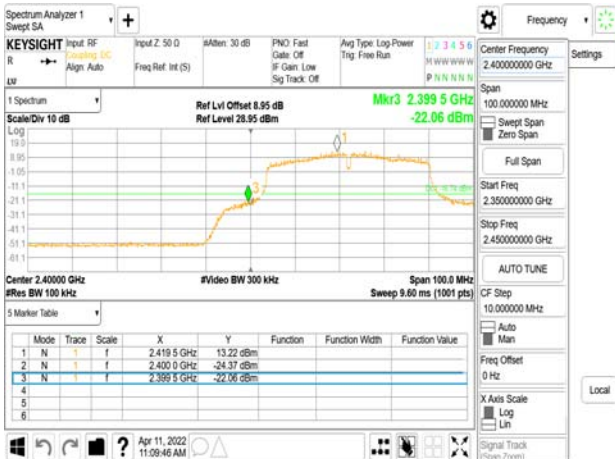 Spectrum Analyzer 1
Swept SA
Frequency
KEYSIGHT Input: RF Input Z: 50 Ω #Atten: 30 dB PNO: Fast Avg Type: Log-Power 1 2 3 4 5 6
R Coupling: DC Gate: Off Trig: Free Run
Align: Auto Freq Ref: Int (S) IF Gain: Low M W W W W W
Sig Track: Off P N N N N N
LVI
1 Spectrum
Ref Lvl Offset 8.95 dB Mkr3 2.399 5 GHz
Scale/Div 10 dB Ref Level 28.95 dBm -22.06 dBm
Log
19.0
8.95
-1.05
-11.1
-21.1
-31.1
-41.1
-51.1
-61.1
1
3
Center 2.40000 GHz #Video BW 300 kHz Span 100.0 MHz
#Res BW 100 kHz Sweep 9.60 ms (1001 pts)
5 Marker Table
Mode Trace Scale X Y Function Function Width Function Value
1 N 1 f 2.419 5 GHz 13.22 dBm
2 N 1 f 2.400 0 GHz -24.37 dBm
3 N 1 f 2.399 5 GHz -22.06 dBm
4
5
6
Apr 11, 2022
11:09:46 AM
Center Frequency
2.400000000 GHz
Span
100.000000 MHz
Swept Span
Zero Span
Full Span
Start Freq
2.350000000 GHz
Stop Freq
2.450000000 GHz
AUTO TUNE
CF Step
10.000000 MHz
Auto
Man
Freq Offset
0 Hz
X Axis Scale
Log
Lin
Signal Track
(Span Zoom)
Settings
Local